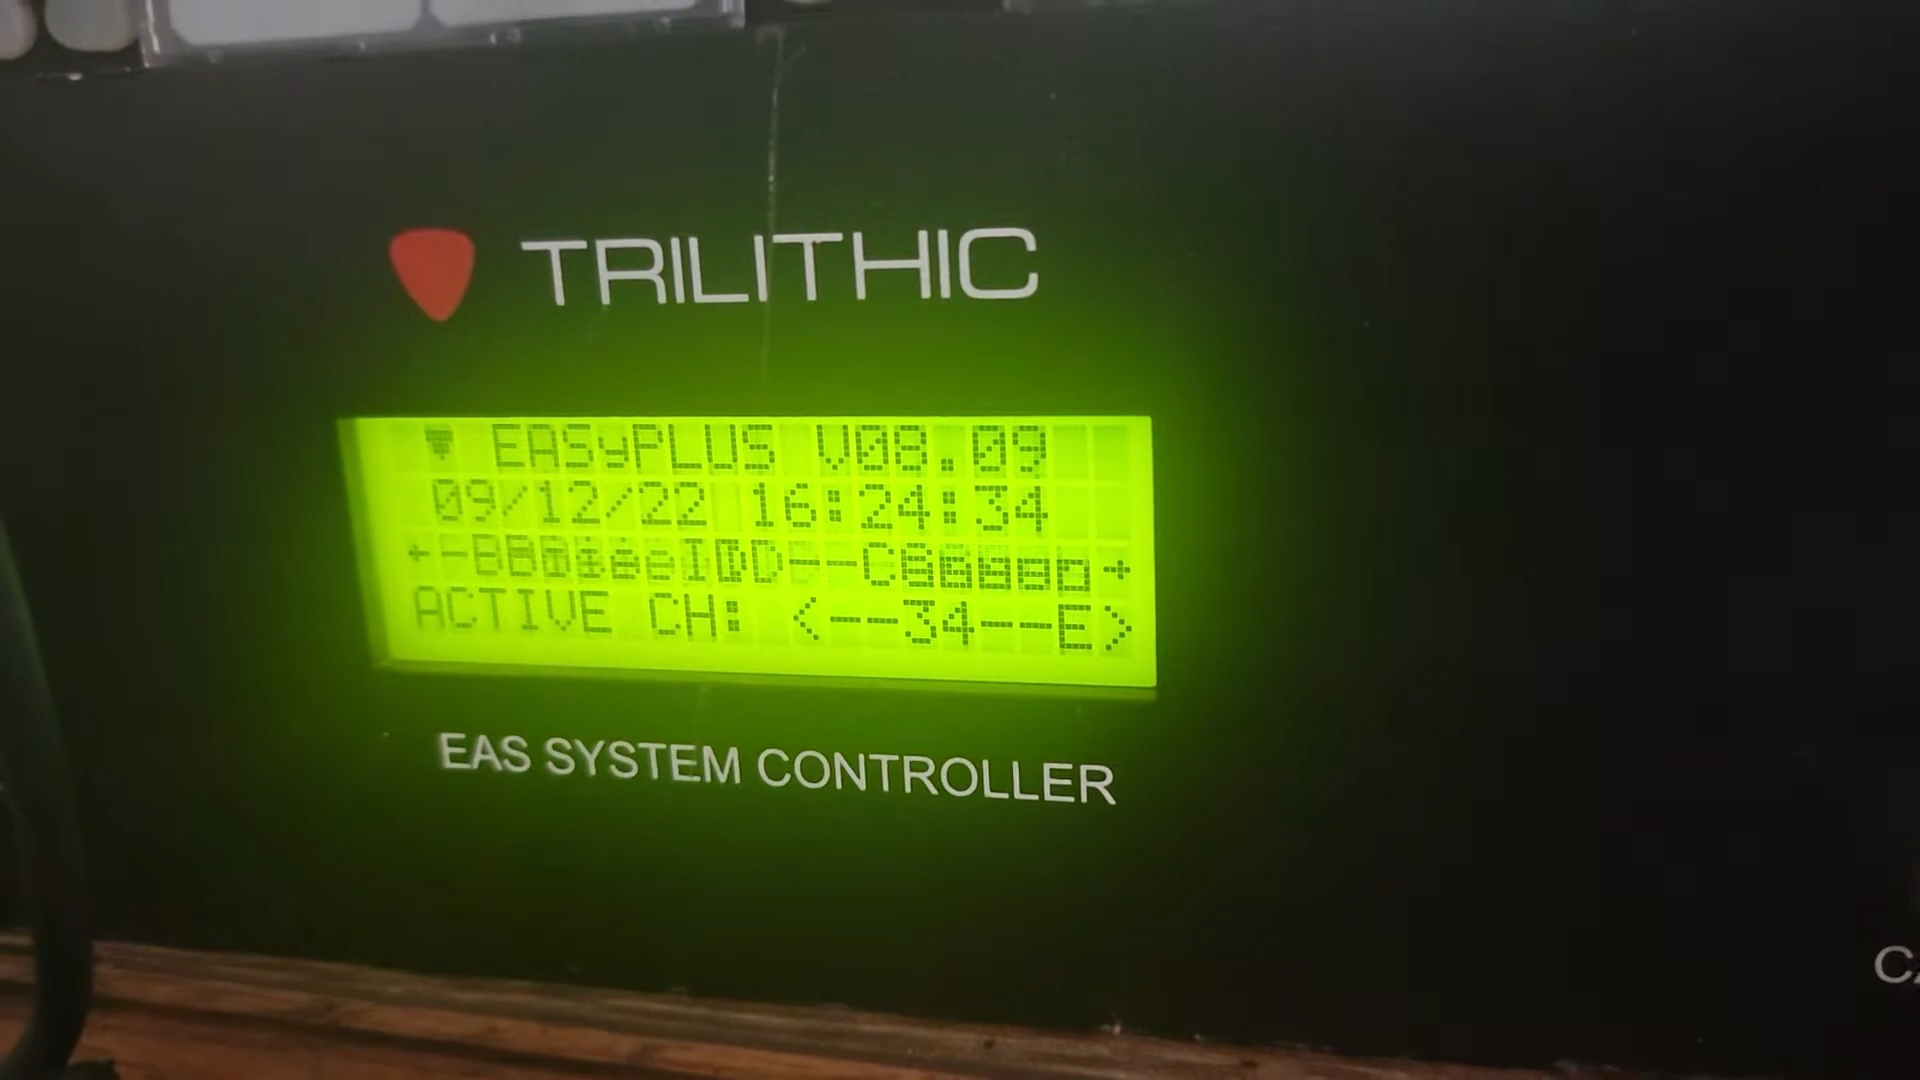 TRILITHIC
EASyPLUS V08.09
09/12/22 16:24:34
ACTIVE CH: <--34--E>
EAS SYSTEM CONTROLLER